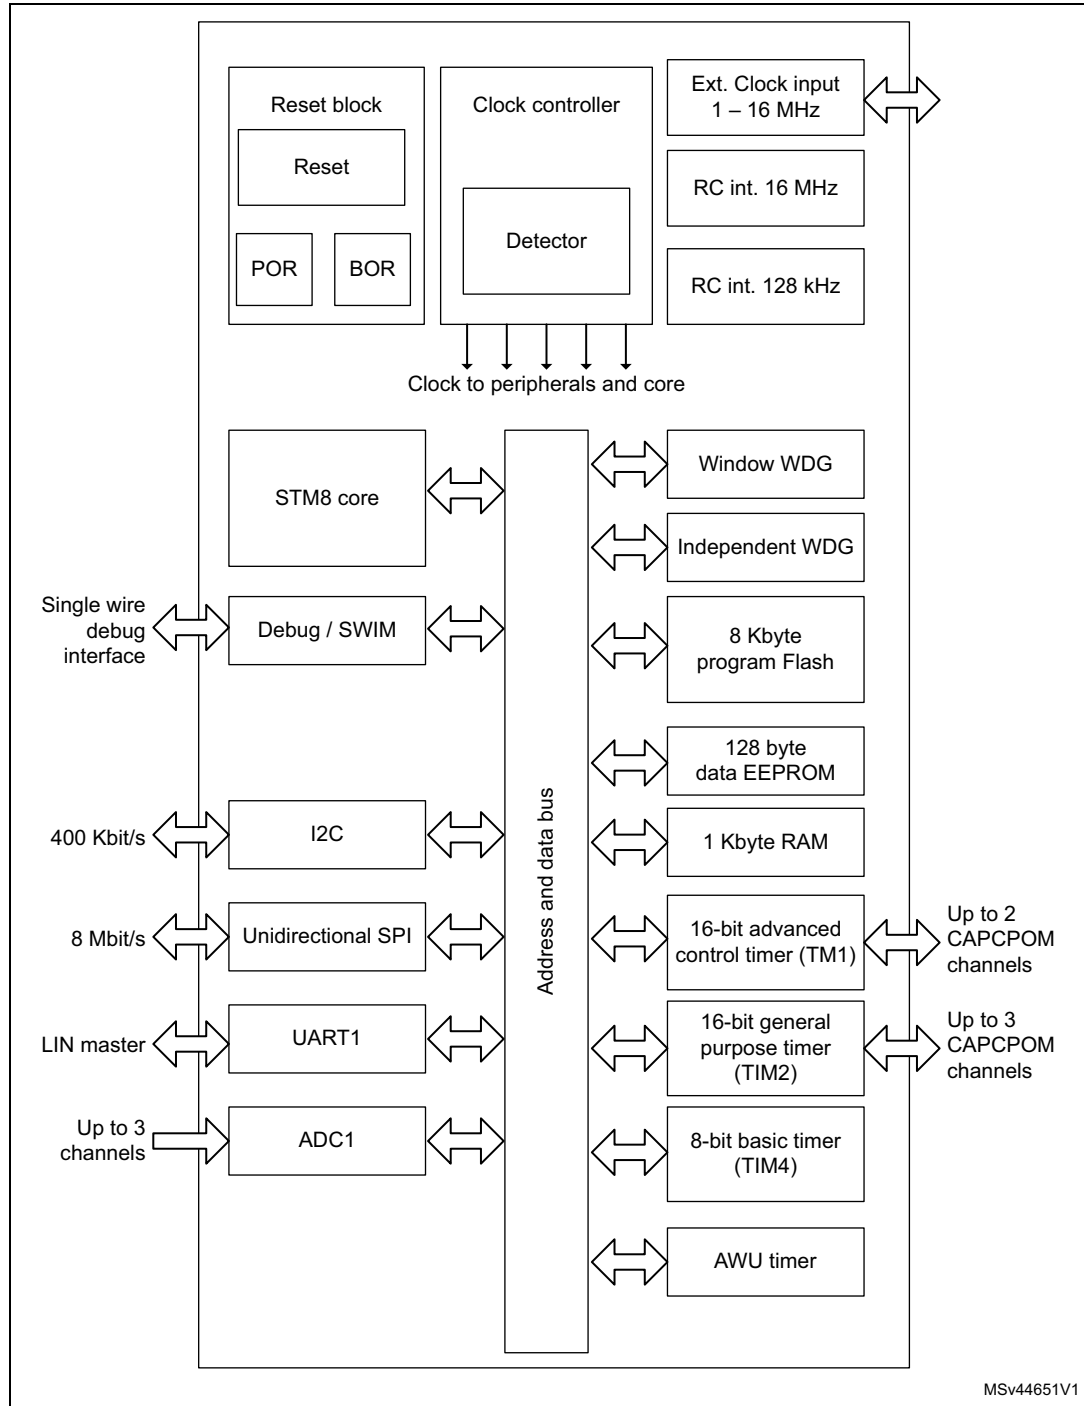 Reset block
Reset
POR
BOR
Clock controller
Detector
Ext. Clock input
1 – 16 MHz
RC int. 16 MHz
RC int. 128 kHz
Clock to peripherals and core
STM8 core
Single wire
debug
interface
Debug / SWIM
400 Kbit/s
I2C
8 Mbit/s
Unidirectional SPI
LIN master
UART1
Up to 3
channels
ADC1
Address and data bus
Window WDG
Independent WDG
8 Kbyte
program Flash
128 byte
data EEPROM
1 Kbyte RAM
16-bit advanced
control timer (TM1)
Up to 2
CAPCPOM
channels
16-bit general
purpose timer
(TIM2)
Up to 3
CAPCPOM
channels
8-bit basic timer
(TIM4)
AWU timer
MSv44651V1